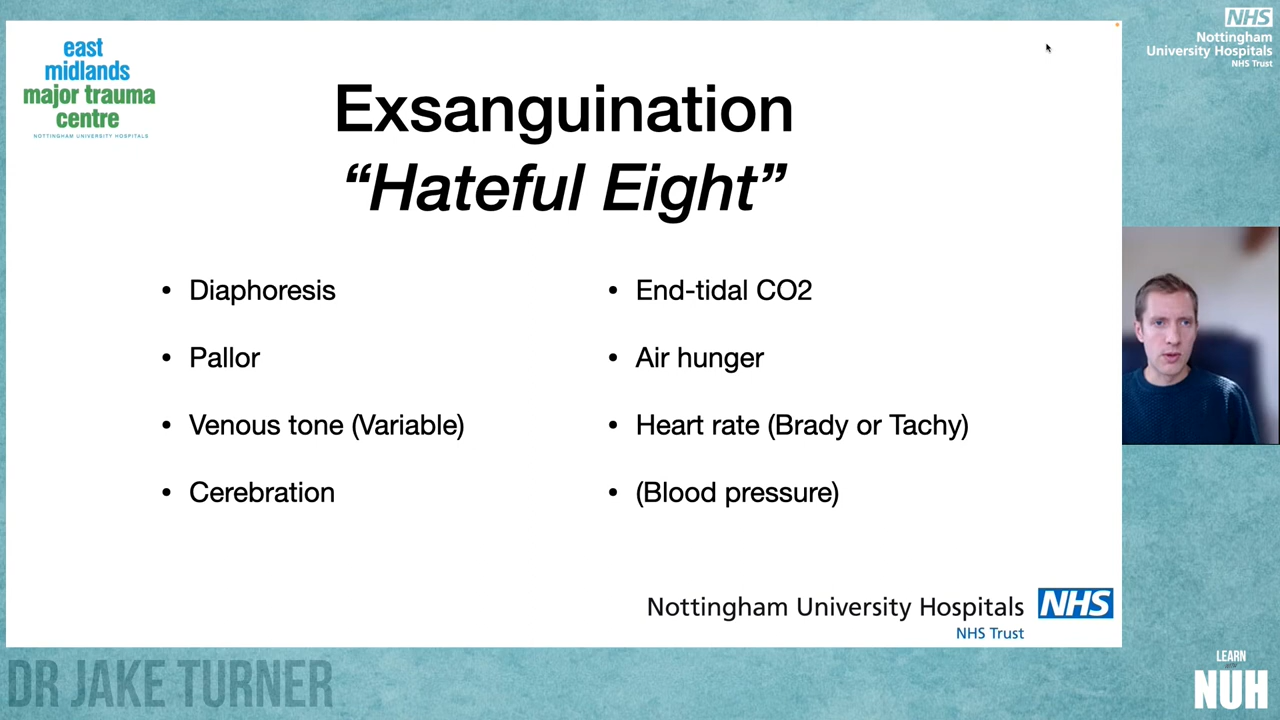 east
midlands
major trauma
centre
NOTTINGHAM UNIVERSITY HOSPITALS
Exsanguination
“Hateful Eight”
• Diaphoresis
• Pallor
• Venous tone (Variable)
• Cerebration
• End-tidal CO2
• Air hunger
• Heart rate (Brady or Tachy)
• (Blood pressure)
Nottingham University Hospitals NHS
NHS Trust
NHS
Nottingham
University Hospitals
NHS Trust
DR JAKE TURNER
LEARN
NUH